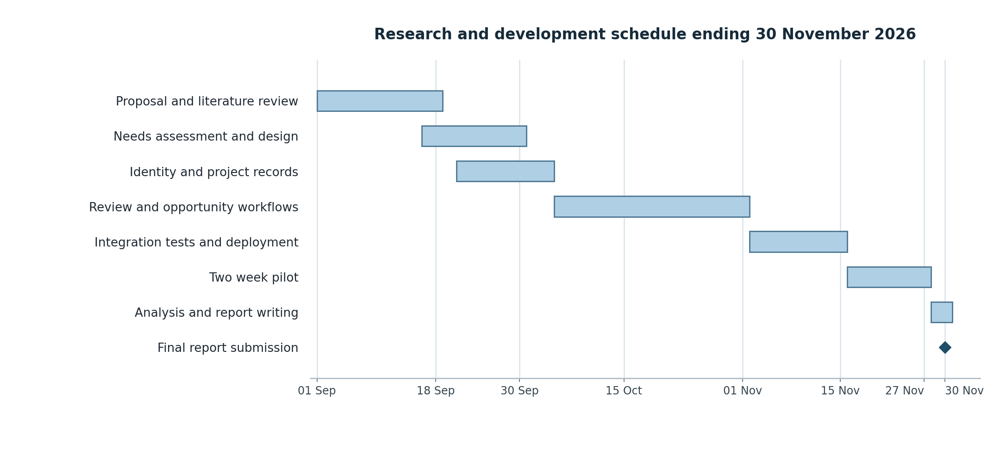 Research and development schedule ending 30 November 2026
Proposal and literature review
Needs assessment and design
Identity and project records
Review and opportunity workflows
Integration tests and deployment
Two week pilot
Analysis and report writing
Final report submission
01 Sep 18 Sep 30 Sep 15 Oct 01 Nov 15 Nov 27 Nov 30 Nov